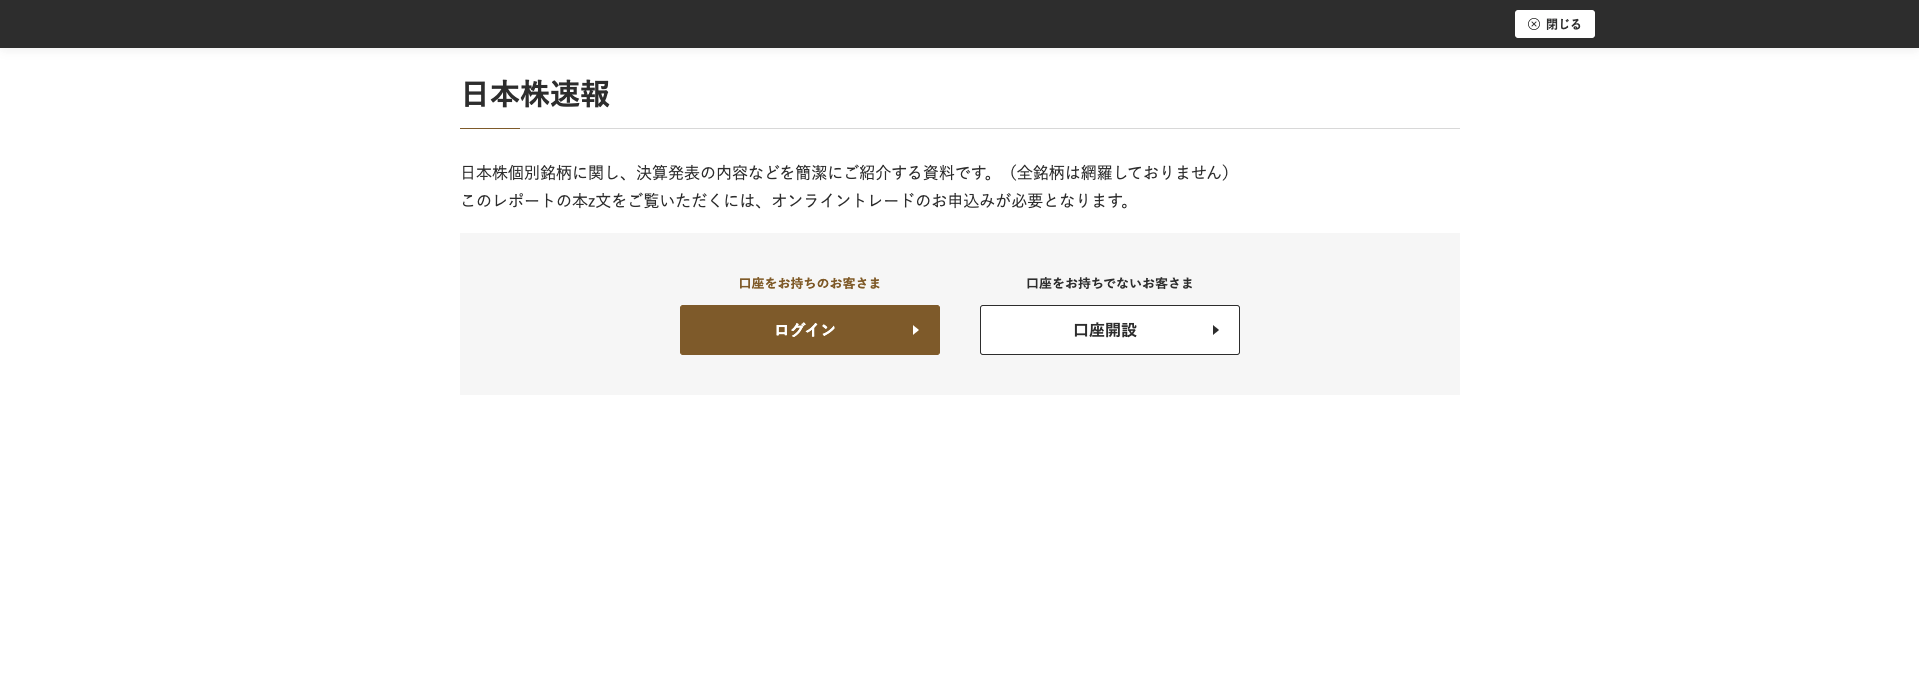 閉じる
日本株速報
日本株個別銘柄に関し、決算発表の内容などを簡潔にご紹介する資料です。（全銘柄は網羅しておりません）
このレポートの本z文をご覧いただくには、オンライントレードのお申込みが必要となります。
口座をお持ちのお客さま
ログイン
口座をお持ちでないお客さま
口座開設